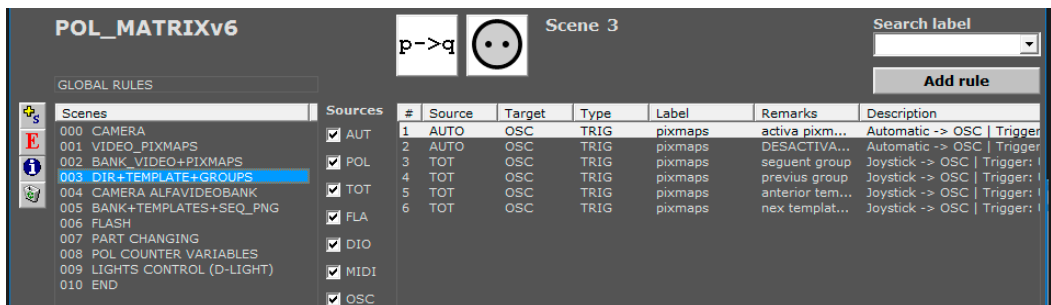 POL_MATRIXv6
p->q
Scene 3
Search label
Add rule
GLOBAL RULES
Scenes
000 CAMERA
001 VIDEO_PIXMAPS
002 BANK_VIDEO+PIXMAPS
003 DIR+TEMPLATE+GROUPS
004 CAMERA ALFAVIDEOBANK
005 BANK+TEMPLATES+SEQ_PNG
006 FLASH
007 PART CHANGING
008 POL COUNTER VARIABLES
009 LIGHTS CONTROL (D-LIGHT)
010 END
Sources
AUT
POL
TOT
FLA
DIO
MIDI
OSC
# Source Target Type Label Remarks Description
1 AUTO OSC TRIG pixmaps activa pixm... Automatic -> OSC | Trigger
2 AUTO OSC TRIG pixmaps DESACTIVA... Automatic -> OSC | Trigger
3 TOT OSC TRIG pixmaps seguent group Joystick -> OSC | Trigger:
4 TOT OSC TRIG pixmaps previus group Joystick -> OSC | Trigger:
5 TOT OSC TRIG pixmaps anterior tem... Joystick -> OSC | Trigger:
6 TOT OSC TRIG pixmaps nex templat... Joystick -> OSC | Trigger:
S
E
i